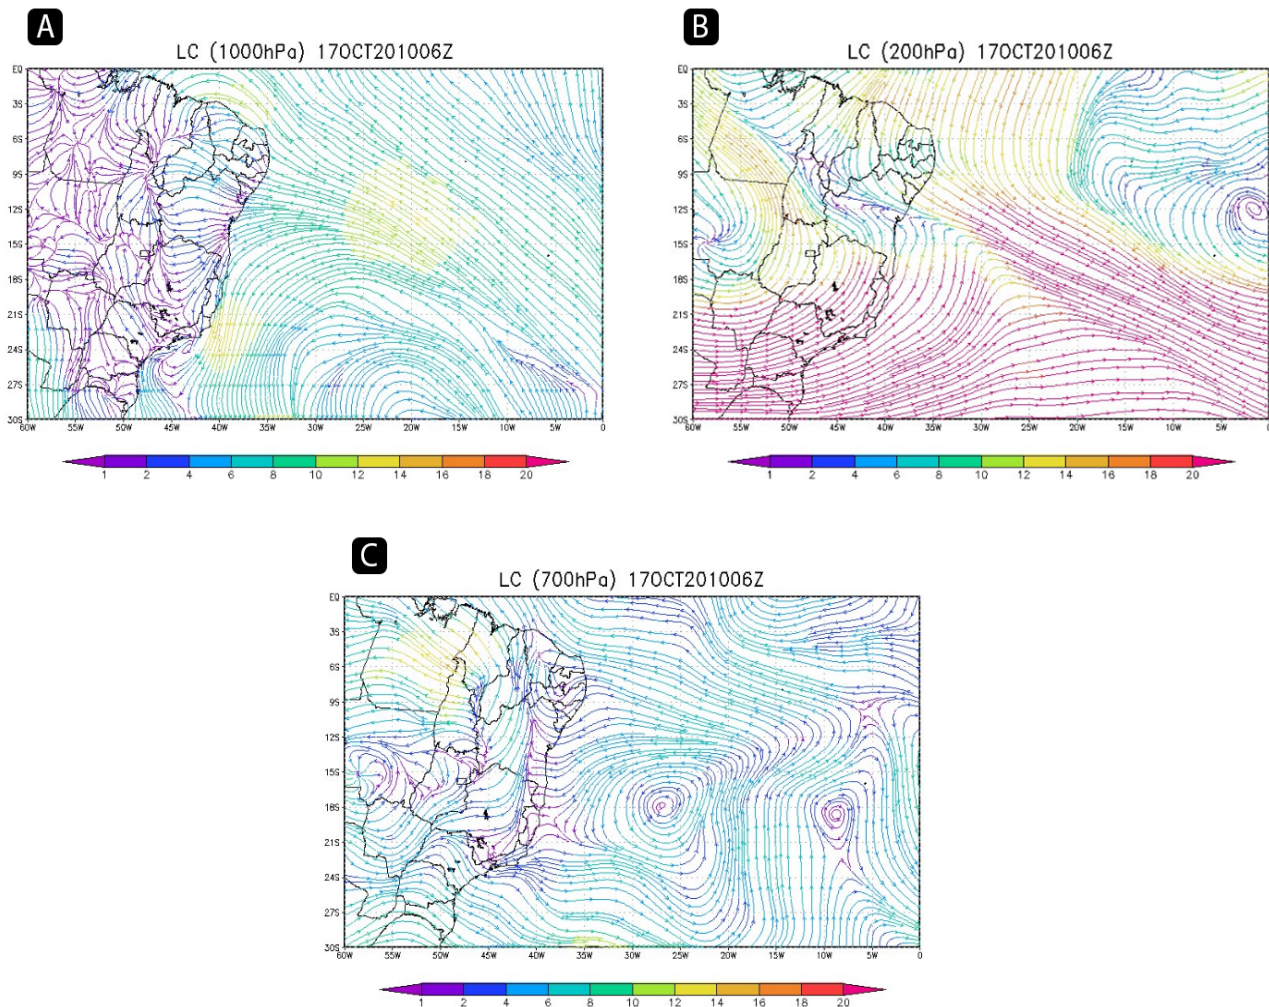 A
LC (1000hPa) 17OCT201006Z
EQ
3S
6S
9S
12S
15S
18S
21S
24S
27S
30S
60W 55W 50W 45W 40W 35W 30W 25W 20W 15W 10W 5W 0
1 2 4 6 8 10 12 14 16 18 20
B
LC (200hPa) 17OCT201006Z
EQ
3S
6S
9S
12S
15S
18S
21S
24S
27S
30S
60W 55W 50W 45W 40W 35W 30W 25W 20W 15W 10W 5W 0
1 2 4 6 8 10 12 14 16 18 20
C
LC (700hPa) 17OCT201006Z
EQ
3S
6S
9S
12S
15S
18S
21S
24S
27S
30S
60W 55W 50W 45W 40W 35W 30W 25W 20W 15W 10W 5W 0
1 2 4 6 8 10 12 14 16 18 20